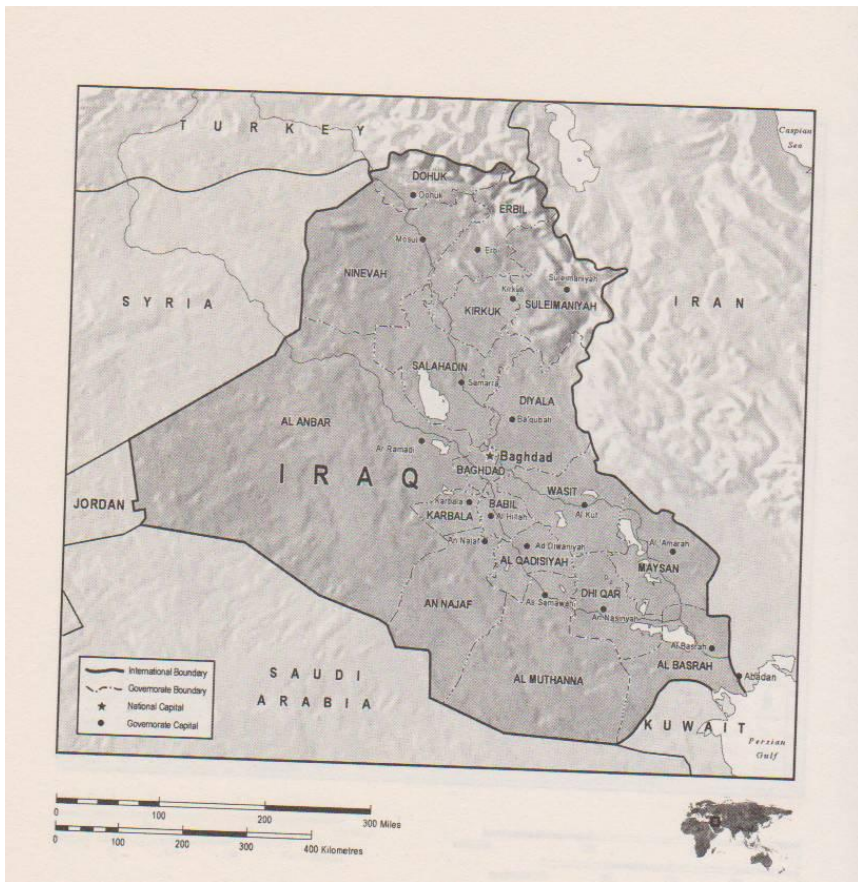 Caspian
Sea
TURKEY
DOHUK
Dohuk
ERBIL
Mosul
Erbil
NINEVAH
Suleimaniyah
Kirkuk
SYRIA
IRAN
KIRKUK
SULEIMANIYAH
SALAHADIN
Samarra
DIYALA
AL ANBAR
Ba'qubah
Ar Ramadi
Baghdad
IRAQ
BAGHDAD
WASIT
JORDAN
Karbala
BABIL
KARBALA
Al Hillah
Al Kut
An Najaf
Ad Diwaniyah
Al 'Amarah
AL QADISIYAH
MAYSAN
AN NAJAF
As Samawah
DHI QAR
An Nasiriyah
Al Basrah
AL BASRAH
Abadan
SAUDI
ARABIA
AL MUTHANNA
KUWAIT
Persian
Gulf
International Boundary
Governorate Boundary
National Capital
Governorate Capital
0 100 200 300 Miles
0 100 200 300 400 Kilometres